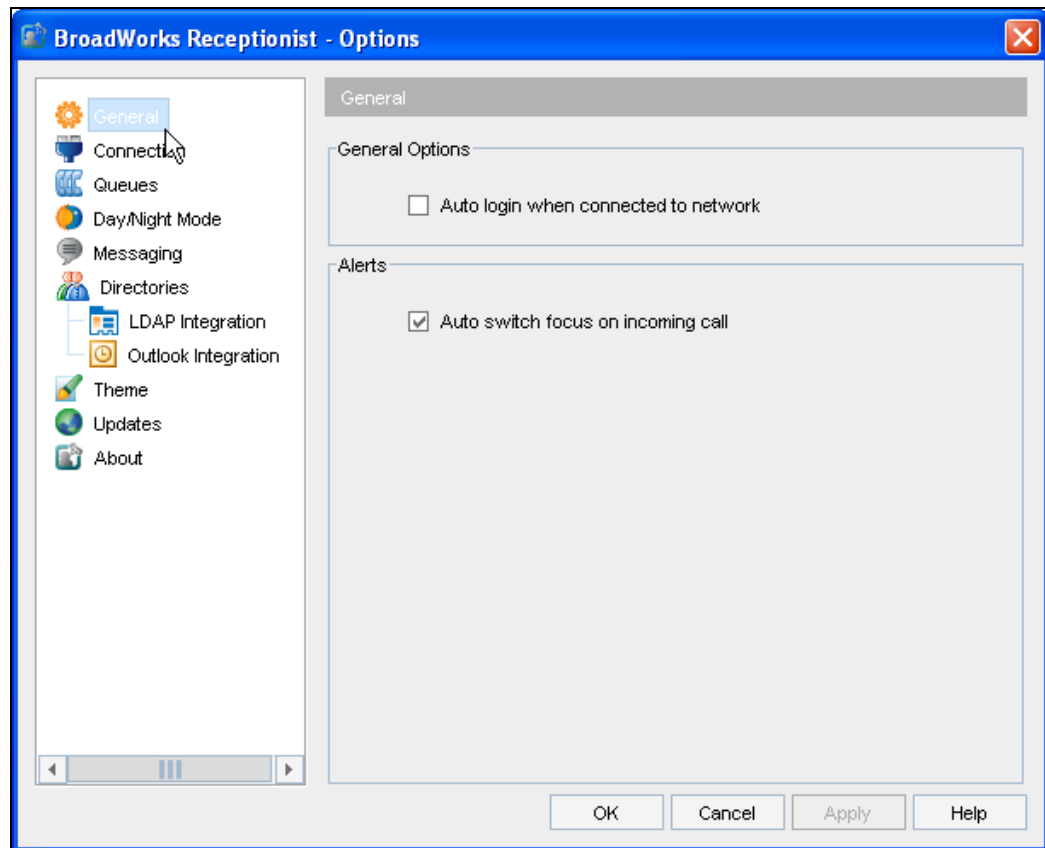 BroadWorks Receptionist - Options
General
Connection
Queues
Day/Night Mode
Messaging
Directories
LDAP Integration
Outlook Integration
Theme
Updates
About
General
General Options
Auto login when connected to network
Alerts
Auto switch focus on incoming call
OK
Cancel
Apply
Help